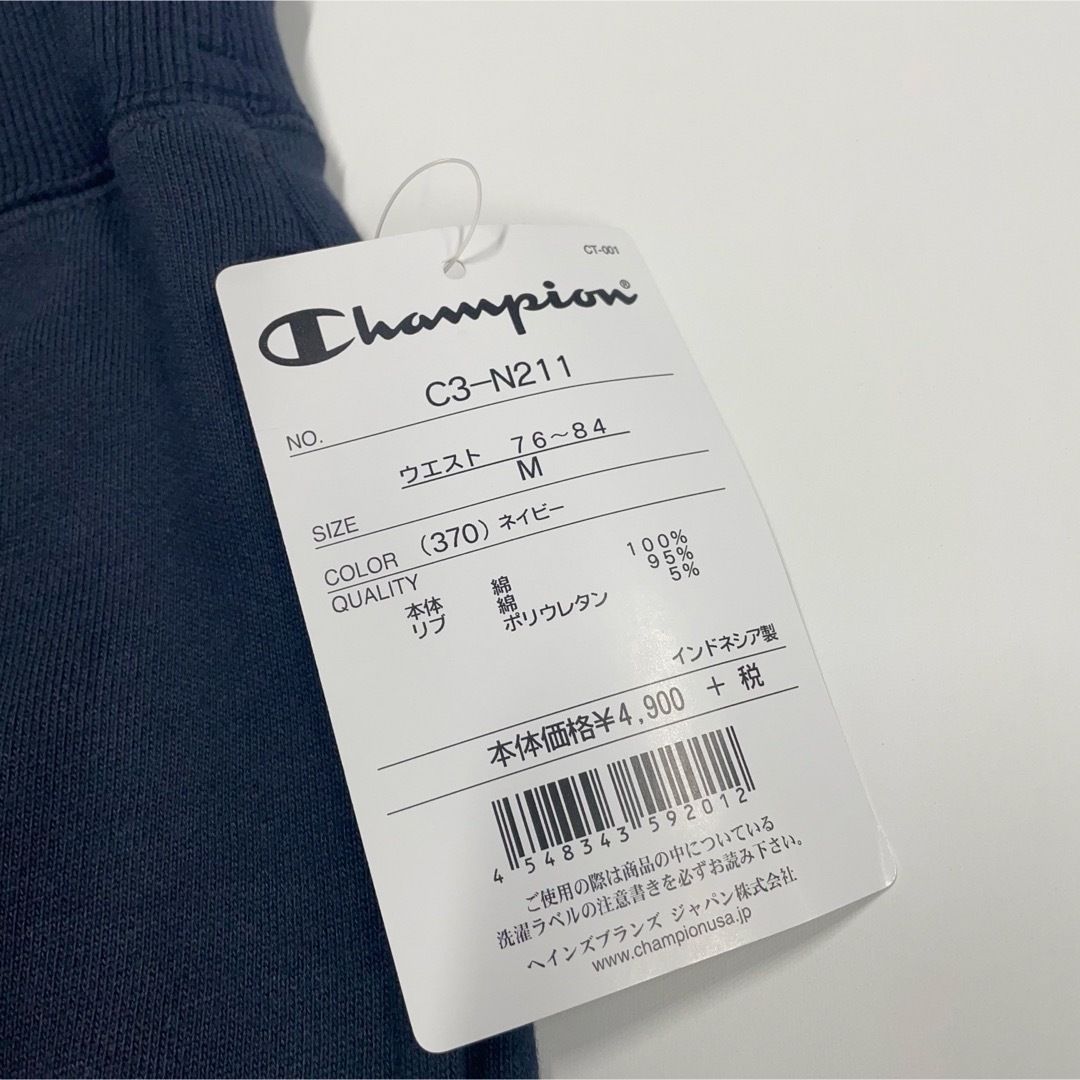 CT-001
Champion®
NO. C3-N211
ウエスト 76~84
SIZE M
COLOR (370) ネイビー
QUALITY
本体 綿 100%
リブ 綿 95%
ポリウレタン 5%
インドネシア製
本体価格¥4,900 + 税
4 548343 592012
ご使用の際は商品の中についている
洗濯ラベルの注意書きを必ずお読み下さい。
ヘインズブランズ ジャパン株式会社
www.championusa.jp